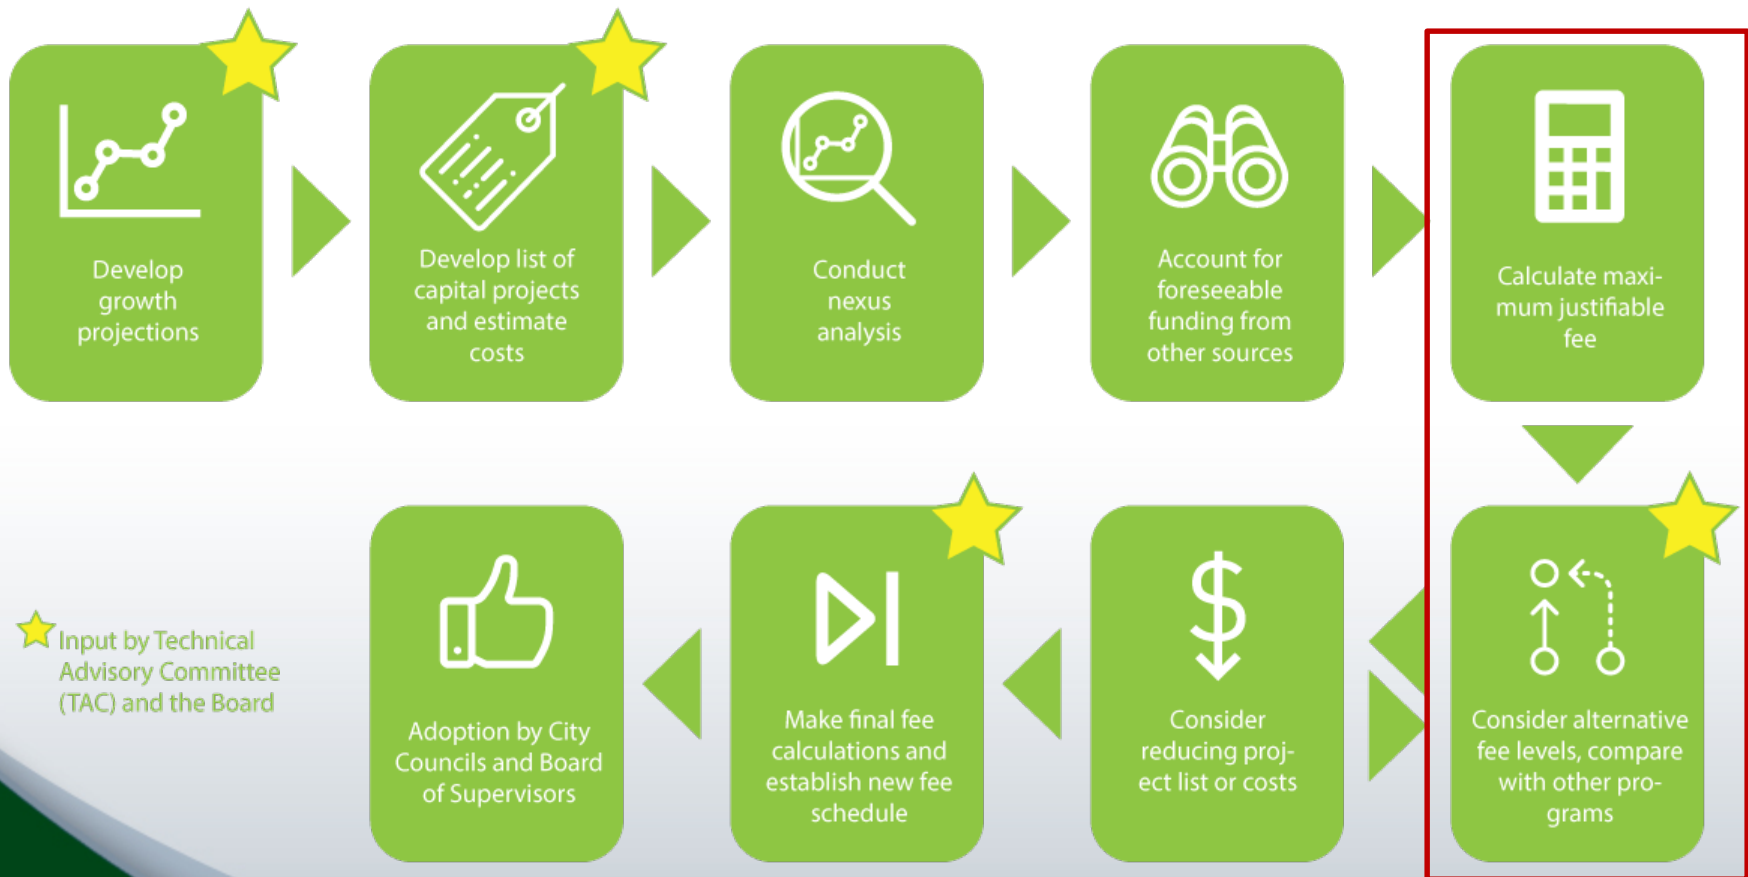 Develop
growth
projections
Develop list of
capital projects
and estimate
costs
Conduct
nexus
analysis
Account for
foreseeable
funding from
other sources
Calculate maxi-
mum justifiable
fee
Input by Technical
Advisory Committee
(TAC) and the Board
Adoption by City
Councils and Board
of Supervisors
Make final fee
calculations and
establish new fee
schedule
Consider
reducing proj-
ect list or costs
Consider alternative
fee levels, compare
with other pro-
grams